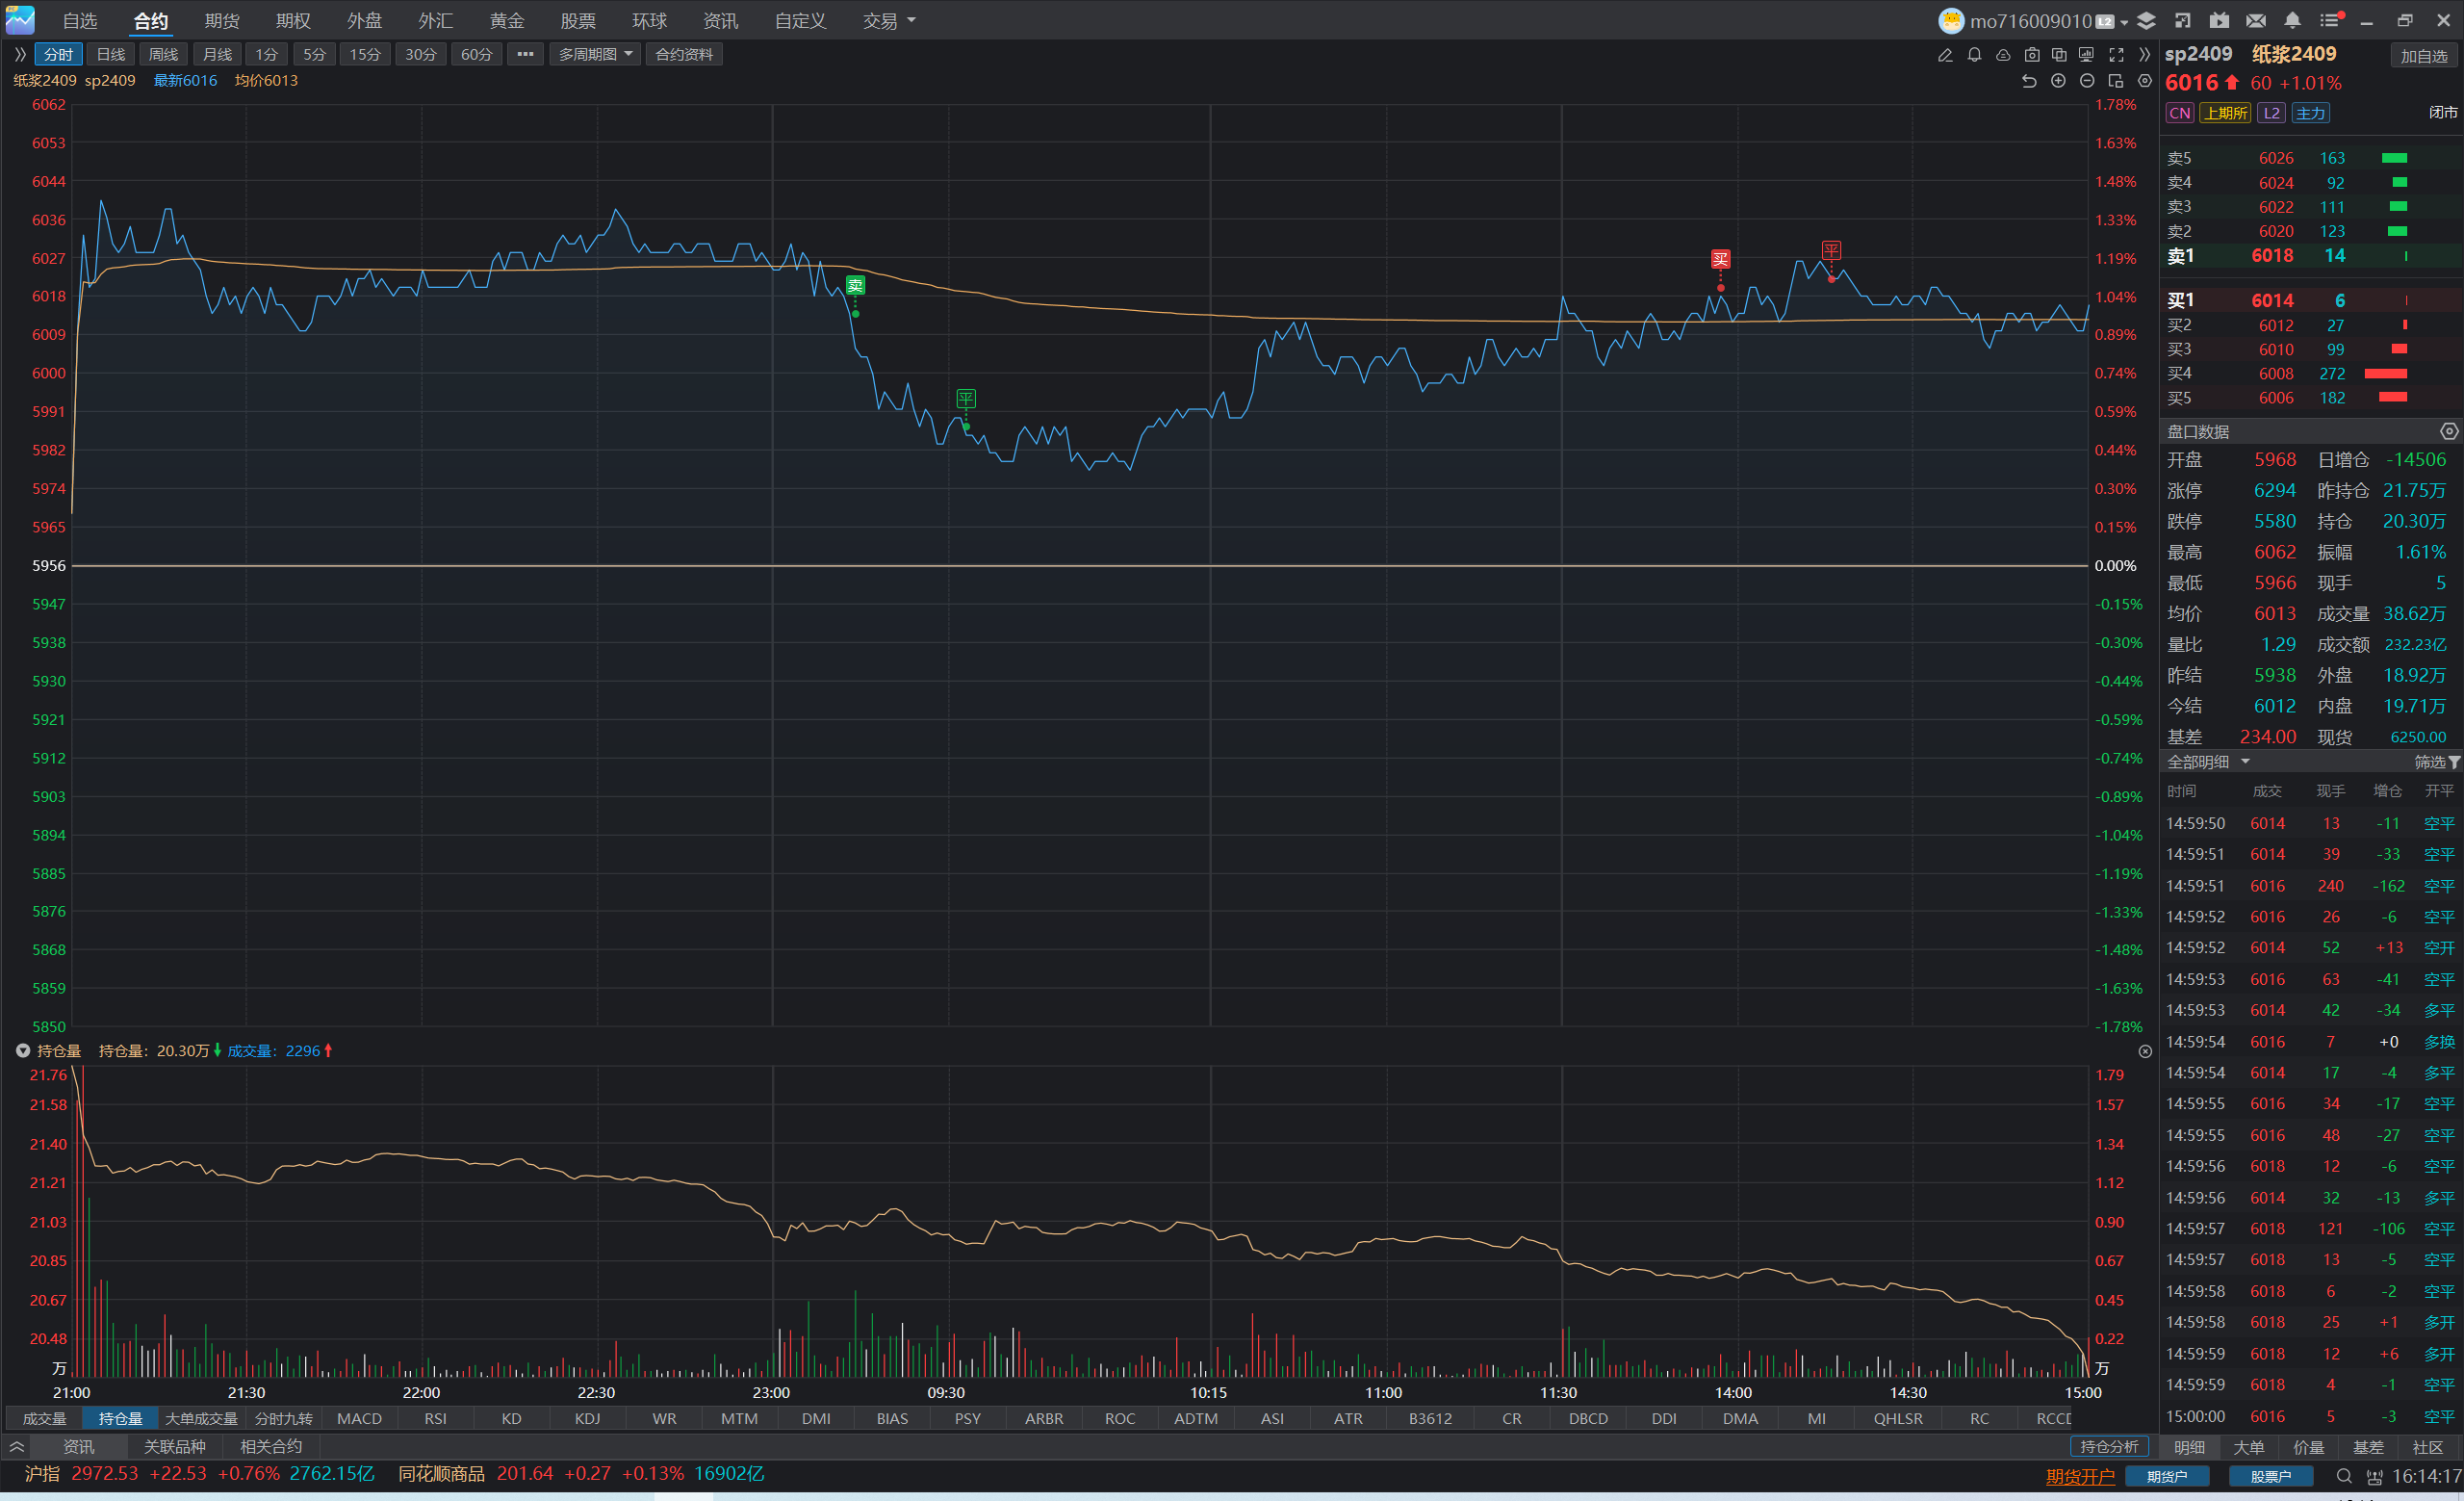 自选 合约 期货 期权 外盘 外汇 黄金 股票 环球 资讯 自定义 交易 mo716009010 L2
分时 日线 周线 月线 1分 5分 15分 30分 60分 ••• 多周期图 合约资料
纸浆2409 sp2409 最新6016 均价6013
6062 1.78%
6053 1.63%
6044 1.48%
6036 1.33%
6027 1.19%
6018 1.04%
6009 0.89%
6000 0.74%
5991 0.59%
5982 0.44%
5974 0.30%
5965 0.15%
5956 0.00%
5947 -0.15%
5938 -0.30%
5930 -0.44%
5921 -0.59%
5912 -0.74%
5903 -0.89%
5894 -1.04%
5885 -1.19%
5876 -1.33%
5868 -1.48%
5859 -1.63%
5850 -1.78%
卖
平
买
平
持仓量 持仓量：20.30万 成交量：2296
21.76 1.79
21.58 1.57
21.40 1.34
21.21 1.12
21.03 0.90
20.85 0.67
20.67 0.45
20.48 0.22
万 万
21:00 21:30 22:00 22:30 23:00 09:30 10:15 11:00 11:30 14:00 14:30 15:00
成交量 持仓量 大单成交量 分时九转 MACD RSI KD KDJ WR MTM DMI BIAS PSY ARBR ROC ADTM ASI ATR B3612 CR DBCD DDI DMA MI QHLSR RC RCCD
资讯 关联品种 相关合约 持仓分析
沪指 2972.53 +22.53 +0.76% 2762.15亿 同花顺商品 201.64 +0.27 +0.13% 16902亿 期货开户 期货户 股票户 16:14:17
sp2409 纸浆2409 加自选
6016 60 +1.01%
CN 上期所 L2 主力 闭市
卖5 6026 163
卖4 6024 92
卖3 6022 111
卖2 6020 123
卖1 6018 14
买1 6014 6
买2 6012 27
买3 6010 99
买4 6008 272
买5 6006 182
盘口数据
开盘 5968 日增仓 -14506
涨停 6294 昨持仓 21.75万
跌停 5580 持仓 20.30万
最高 6062 振幅 1.61%
最低 5966 现手 5
均价 6013 成交量 38.62万
量比 1.29 成交额 232.23亿
昨结 5938 外盘 18.92万
今结 6012 内盘 19.71万
基差 234.00 现货 6250.00
全部明细 筛选
时间 成交 现手 增仓 开平
14:59:50 6014 13 -11 空平
14:59:51 6014 39 -33 空平
14:59:51 6016 240 -162 空平
14:59:52 6016 26 -6 空平
14:59:52 6014 52 +13 空开
14:59:53 6016 63 -41 空平
14:59:53 6014 42 -34 多平
14:59:54 6016 7 +0 多换
14:59:54 6014 17 -4 多平
14:59:55 6016 34 -17 空平
14:59:55 6016 48 -27 空平
14:59:56 6018 12 -6 空平
14:59:56 6014 32 -13 多平
14:59:57 6018 121 -106 空平
14:59:57 6018 13 -5 空平
14:59:58 6018 6 -2 空平
14:59:58 6018 25 +1 多开
14:59:59 6018 12 +6 多开
14:59:59 6018 4 -1 空平
15:00:00 6016 5 -3 空平
明细 大单 价量 基差 社区